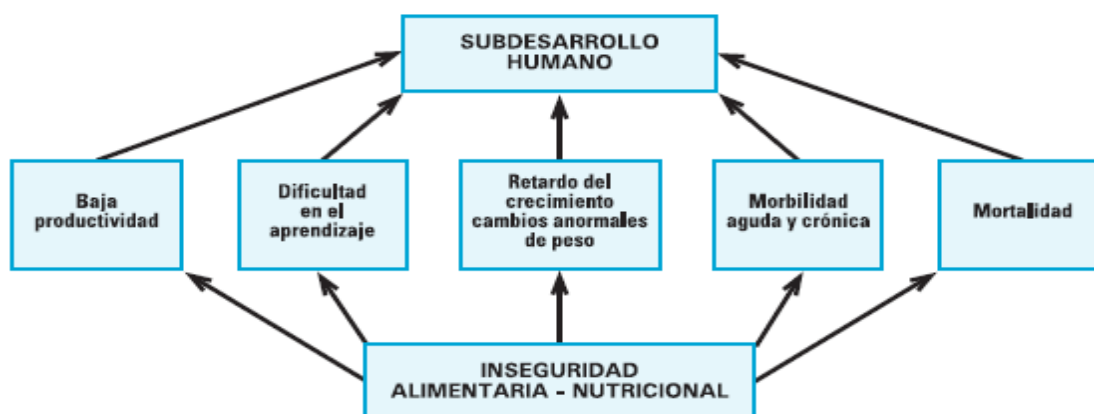 SUBDESARROLLO
HUMANO
Baja
productividad
Dificultad
en el
aprendizaje
Retardo del
crecimiento
cambios anormales
de peso
Morbilidad
aguda y crónica
Mortalidad
INSEGURIDAD
ALIMENTARIA - NUTRICIONAL